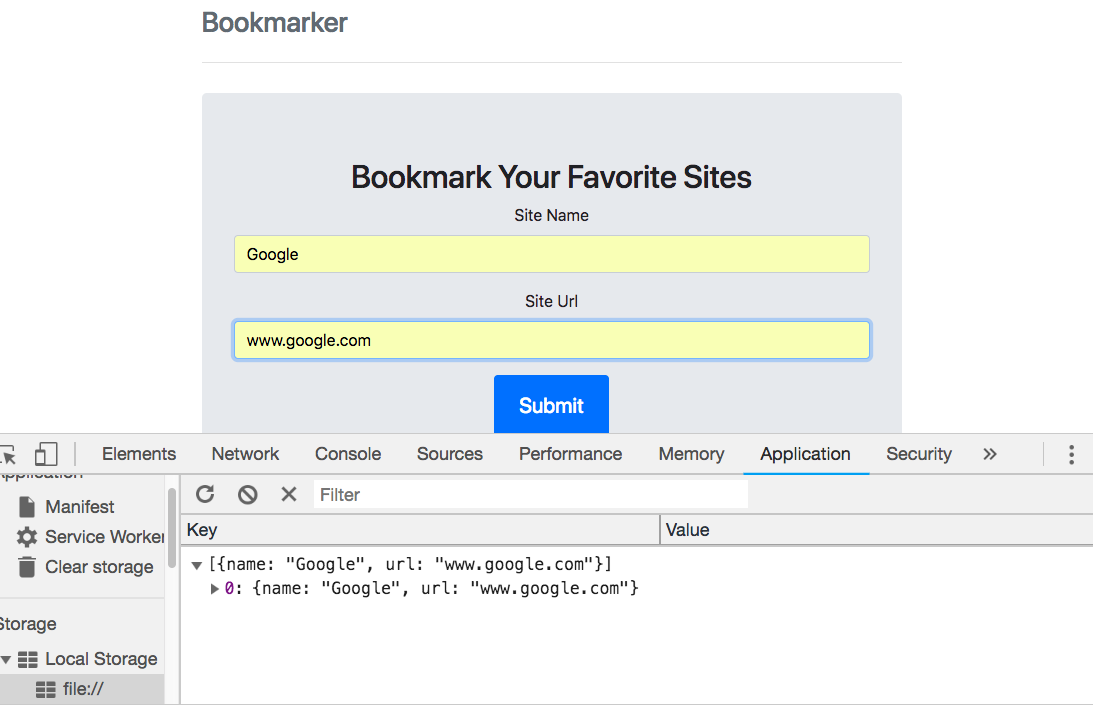 Bookmarker
Bookmark Your Favorite Sites
Site Name
Google
Site Url
www.google.com
Submit
Elements Network Console Sources Performance Memory Application Security »
Application
Manifest
Service Worker
Clear storage
Storage
Local Storage
file://
Filter
Key Value
[{name: "Google", url: "www.google.com"}]
0: {name: "Google", url: "www.google.com"}